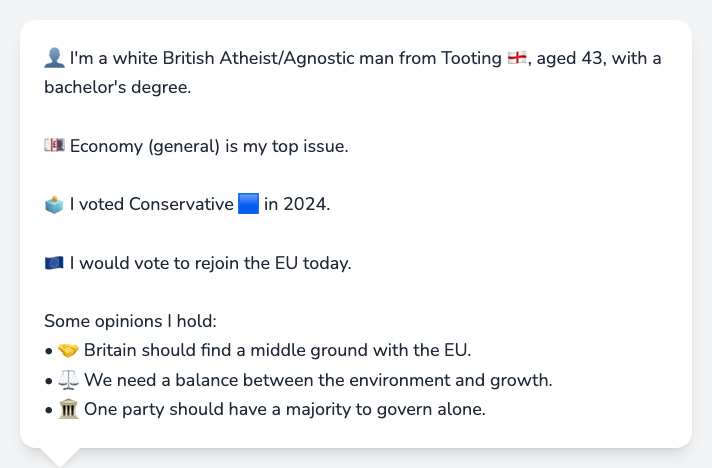 👤 I'm a white British Atheist/Agnostic man from Tooting 🏴󠁧󠁢󠁥󠁮󠁧󠁿, aged 43, with a
bachelor's degree.
💷 Economy (general) is my top issue.
🗳️ I voted Conservative 🟦 in 2024.
🇪🇺 I would vote to rejoin the EU today.
Some opinions I hold:
• 🤝 Britain should find a middle ground with the EU.
• ⚖️ We need a balance between the environment and growth.
• 🏛️ One party should have a majority to govern alone.